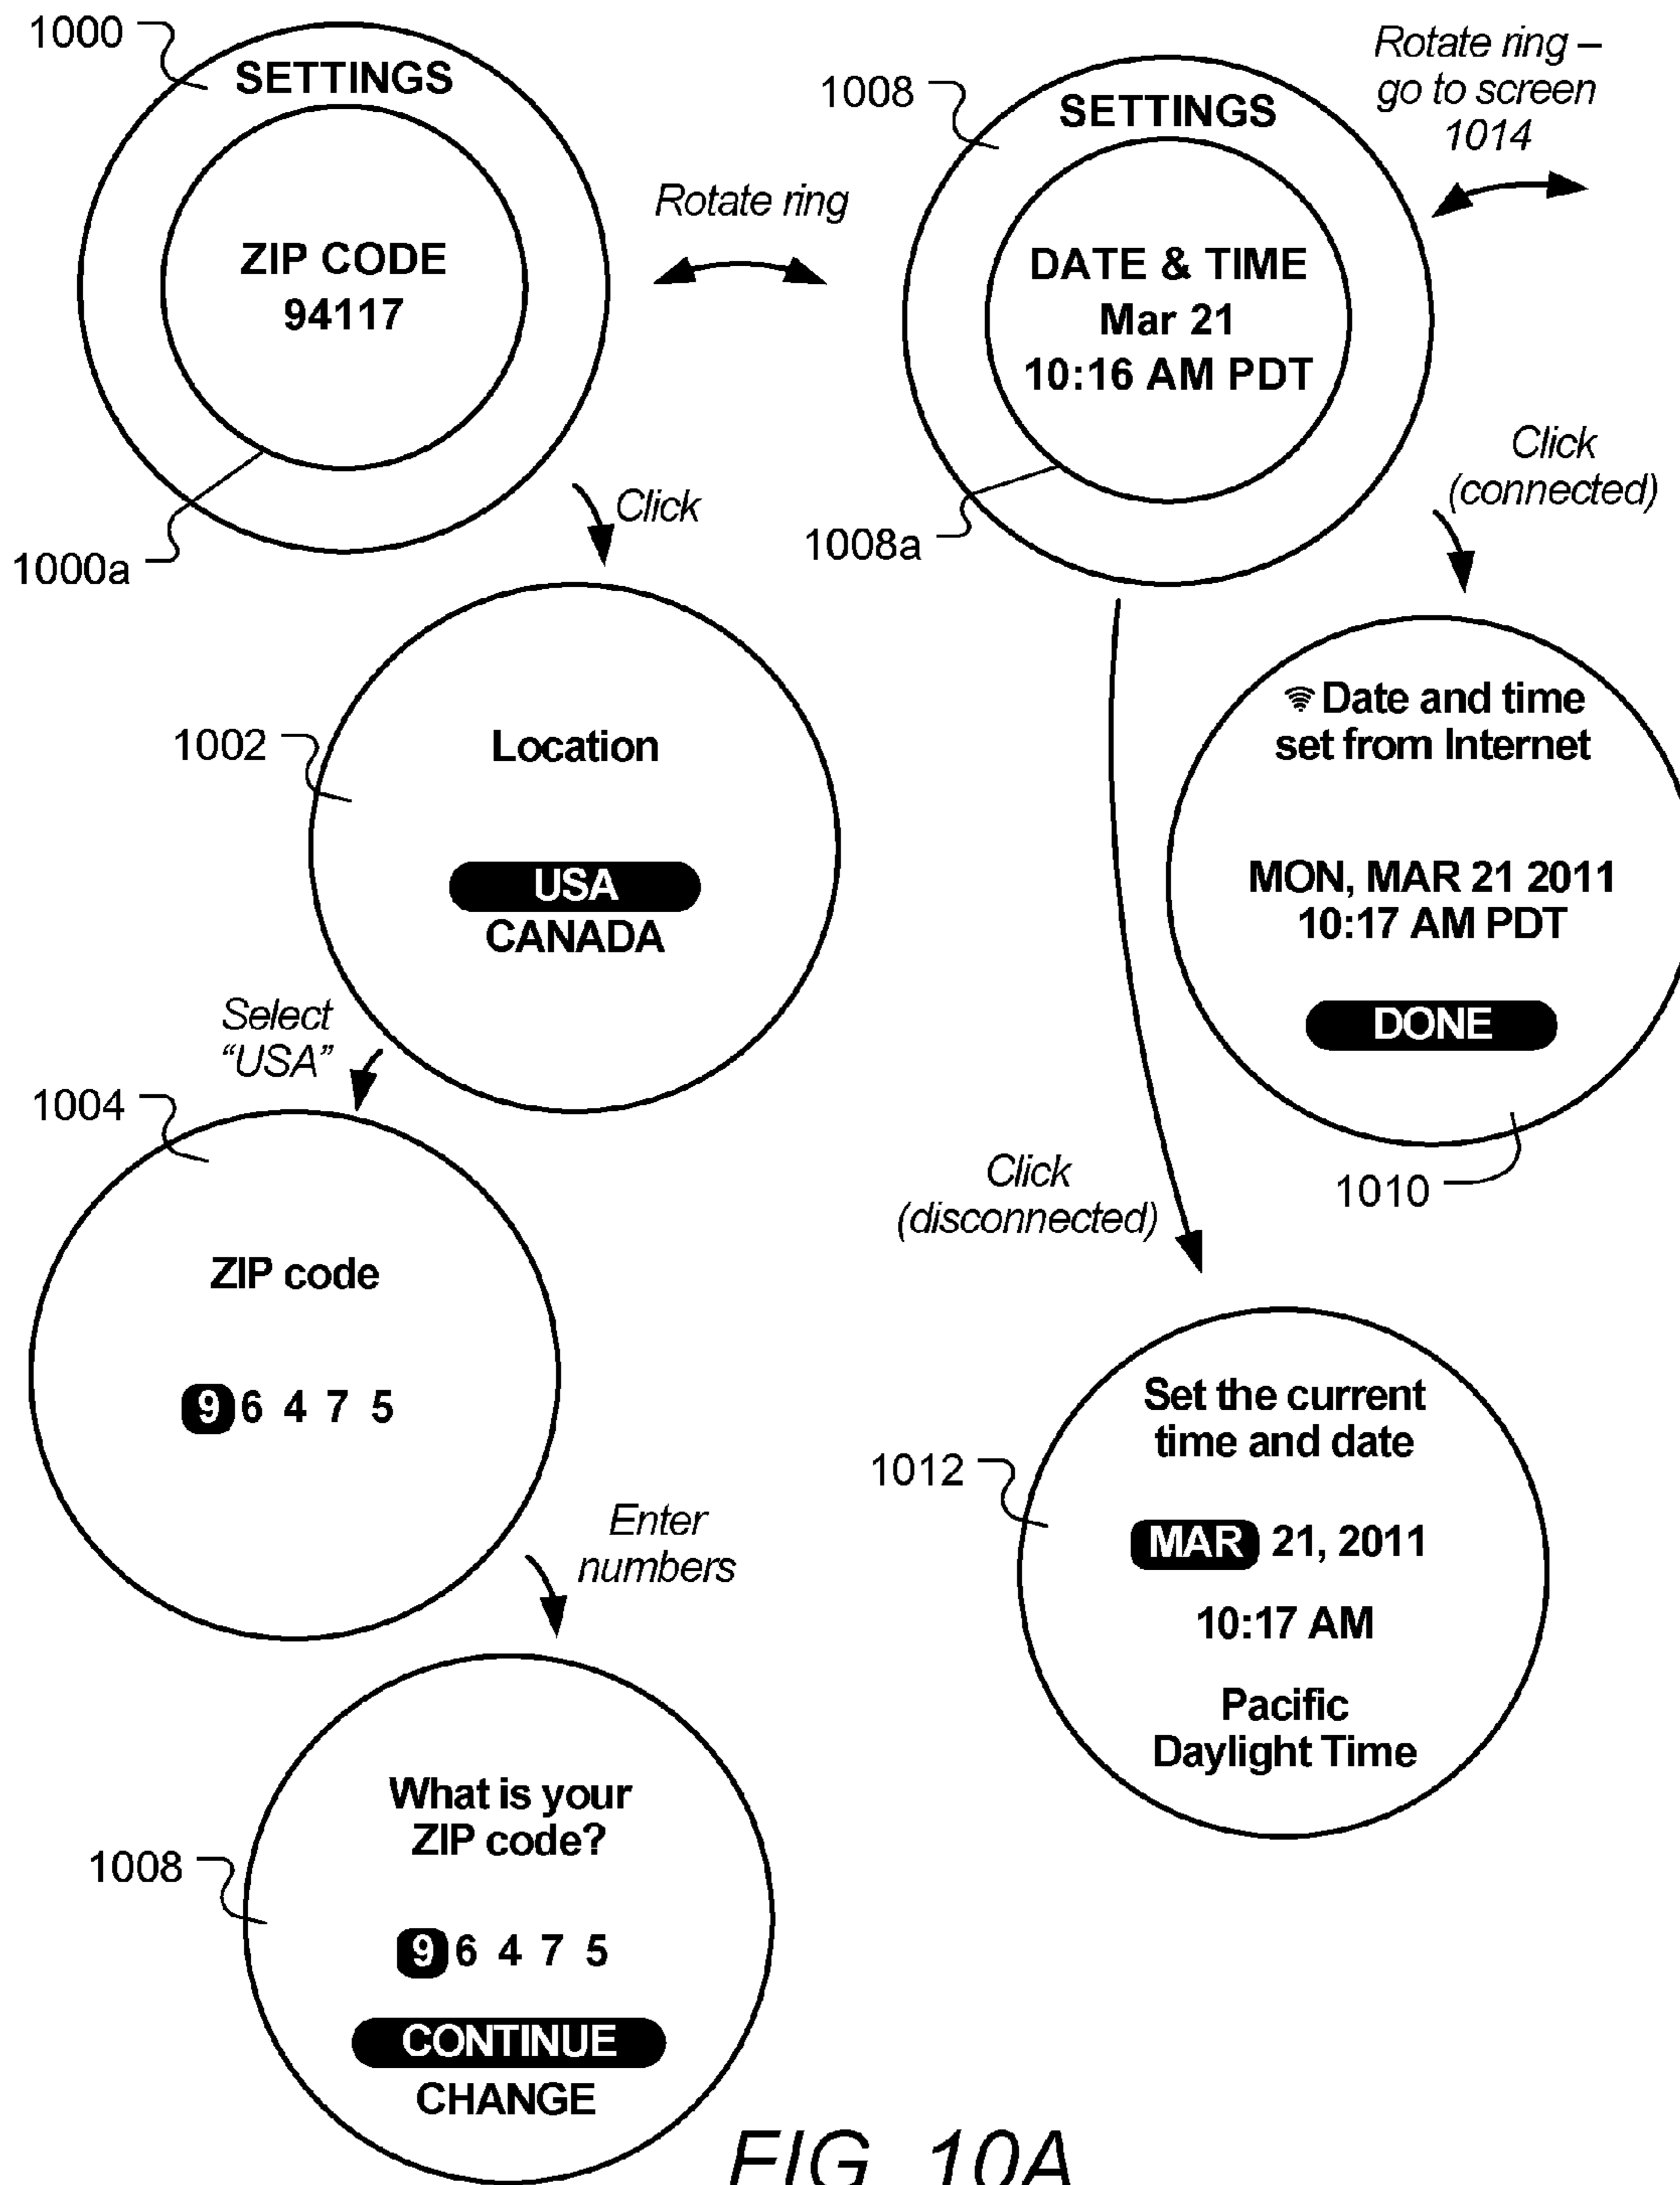 1000
SETTINGS
ZIP CODE
94117
1000a
Rotate ring
1008
SETTINGS
DATE & TIME
Mar 21
10:16 AM PDT
1008a
Rotate ring –
go to screen
1014
Click
Click
(connected)
1002
Location
USA
CANADA
Date and time
set from Internet
MON, MAR 21 2011
10:17 AM PDT
DONE
1010
Select
“USA”
1004
ZIP code
9 6 4 7 5
Click
(disconnected)
Enter
numbers
1012
Set the current
time and date
MAR 21, 2011
10:17 AM
Pacific
Daylight Time
1008
What is your
ZIP code?
9 6 4 7 5
CONTINUE
CHANGE
FIG. 10A